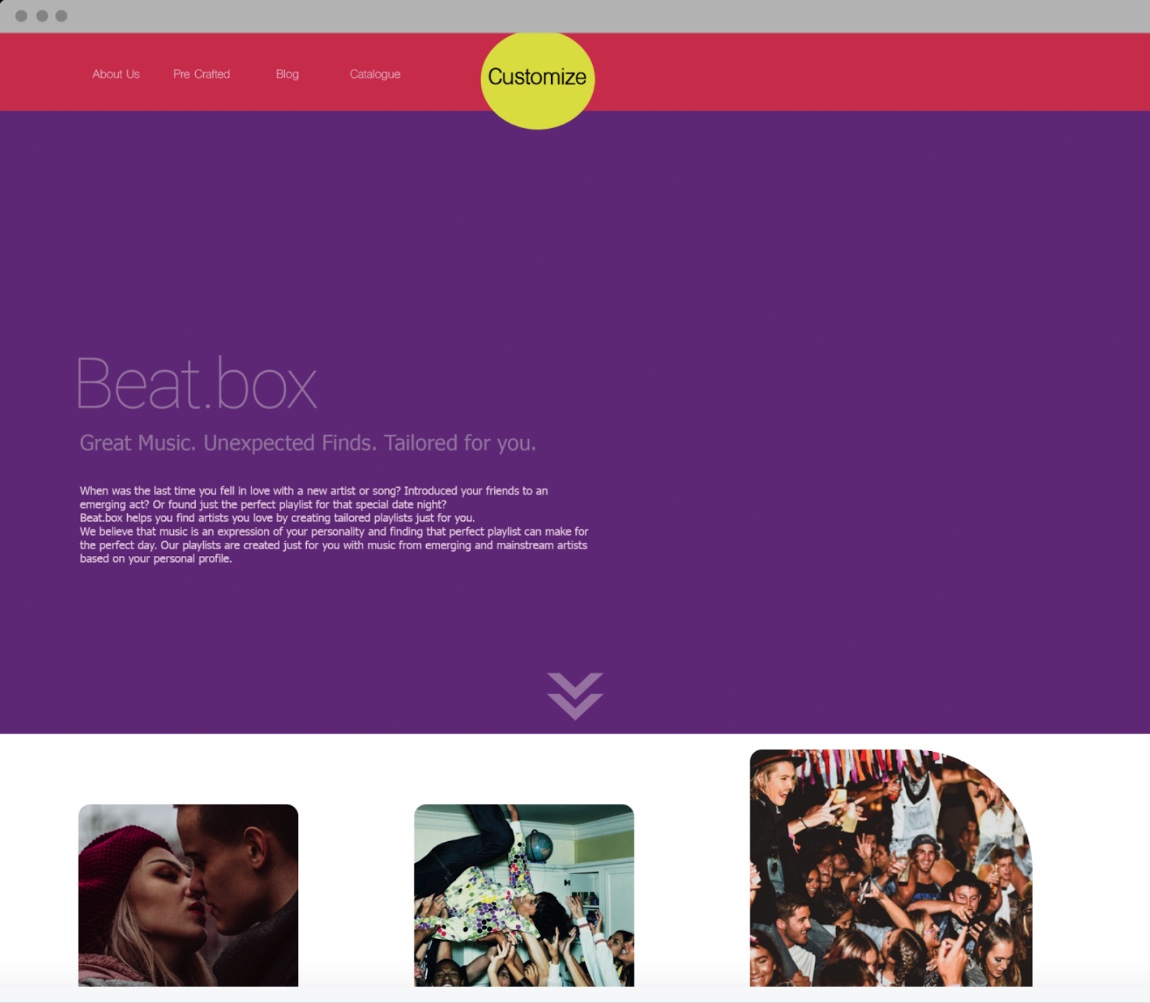 About Us Pre Crafted Blog Catalogue Customize
Beat.box
Great Music. Unexpected Finds. Tailored for you.
When was the last time you fell in love with a new artist or song? Introduced your friends to an
emerging act? Or found just the perfect playlist for that special date night?
Beat.box helps you find artists you love by creating tailored playlists just for you.
We believe that music is an expression of your personality and finding that perfect playlist can make for
the perfect day. Our playlists are created just for you with music from emerging and mainstream artists
based on your personal profile.